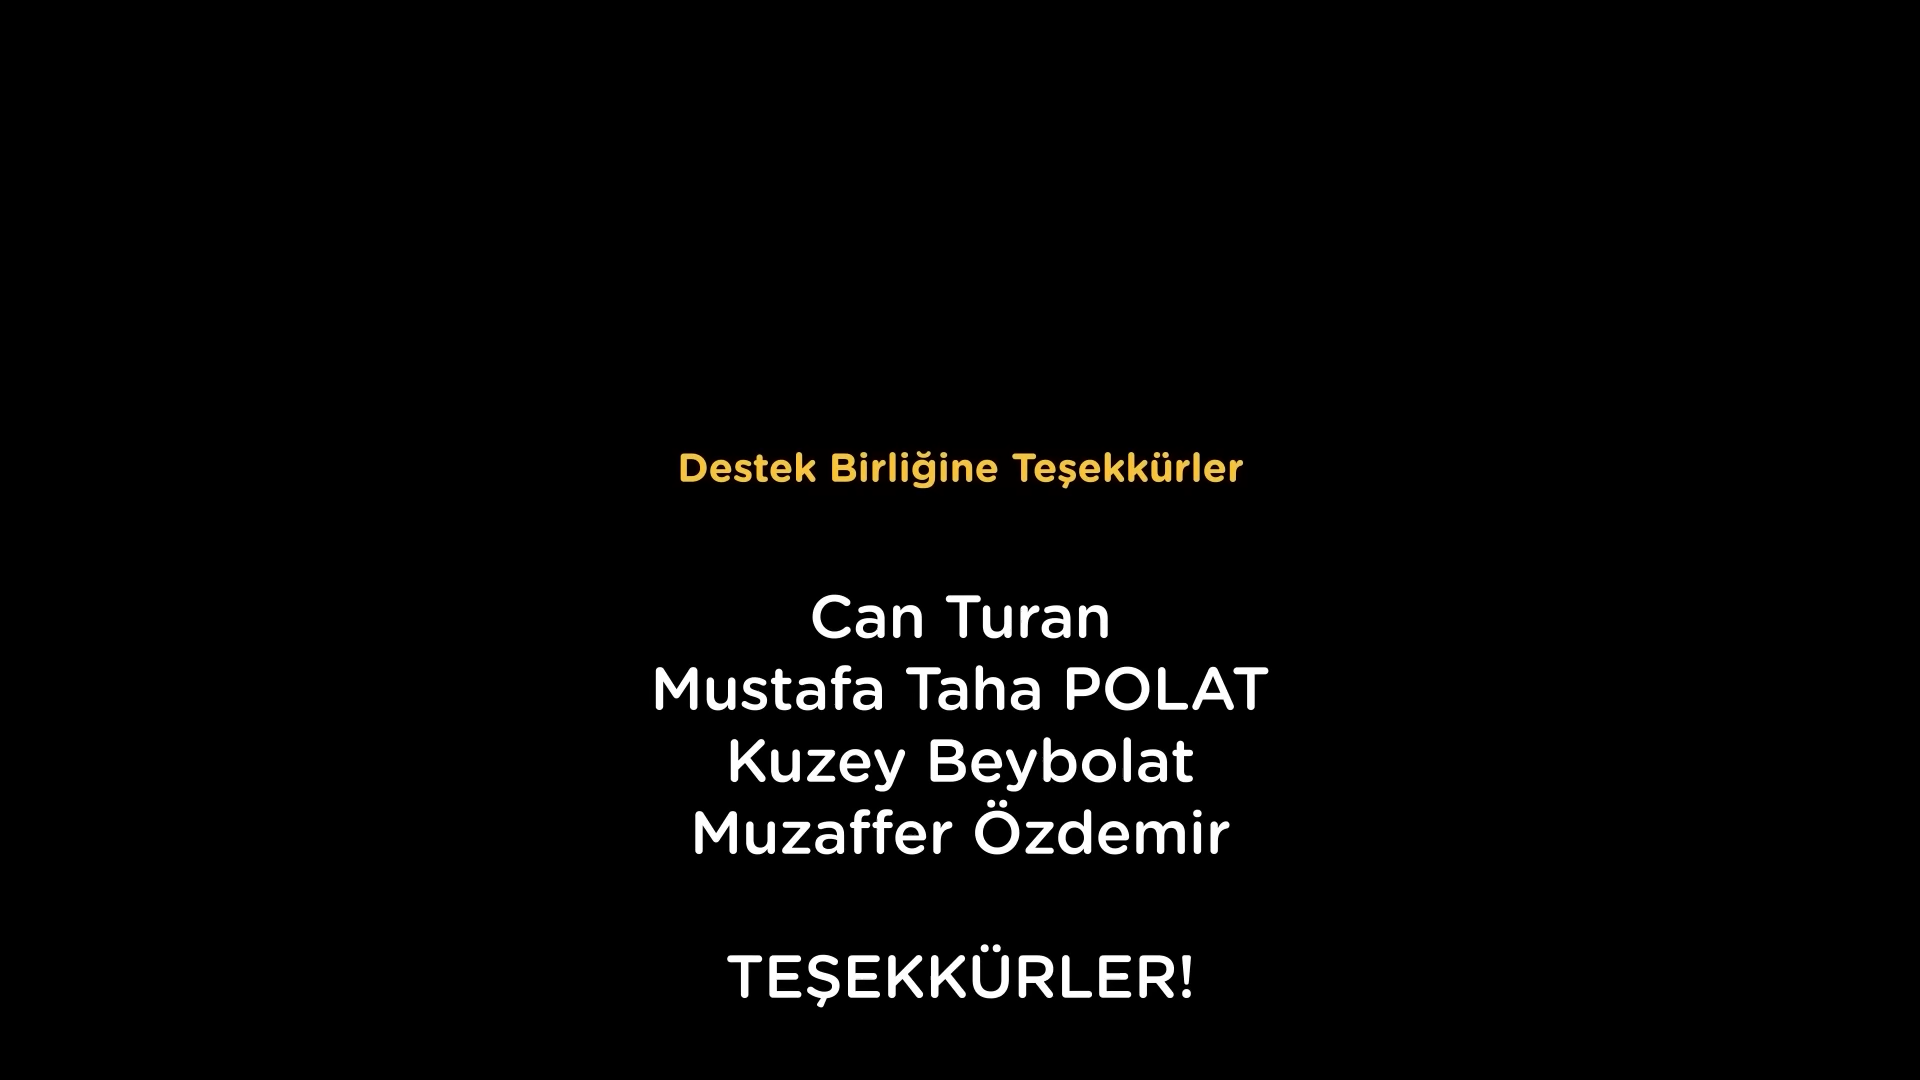 Destek Birliğine Teşekkürler
Can Turan
Mustafa Taha POLAT
Kuzey Beybolat
Muzaffer Özdemir
TEŞEKKÜRLER!